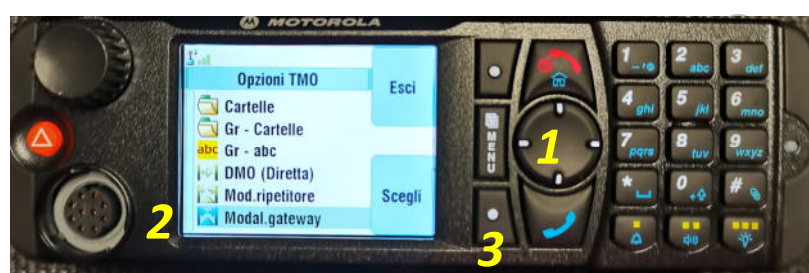 MOTOROLA
Opzioni TMO
Esci
Cartelle
Gr - Cartelle
abc Gr - abc
DMO (Diretta)
Mod.ripetitore
Scegli
Modal.gateway
MENU
1
2
3
1
2 abc
3 def
4 ghi
5 jkl
6 mno
7 pqrs
8 tuv
9 wxyz
*
0
#